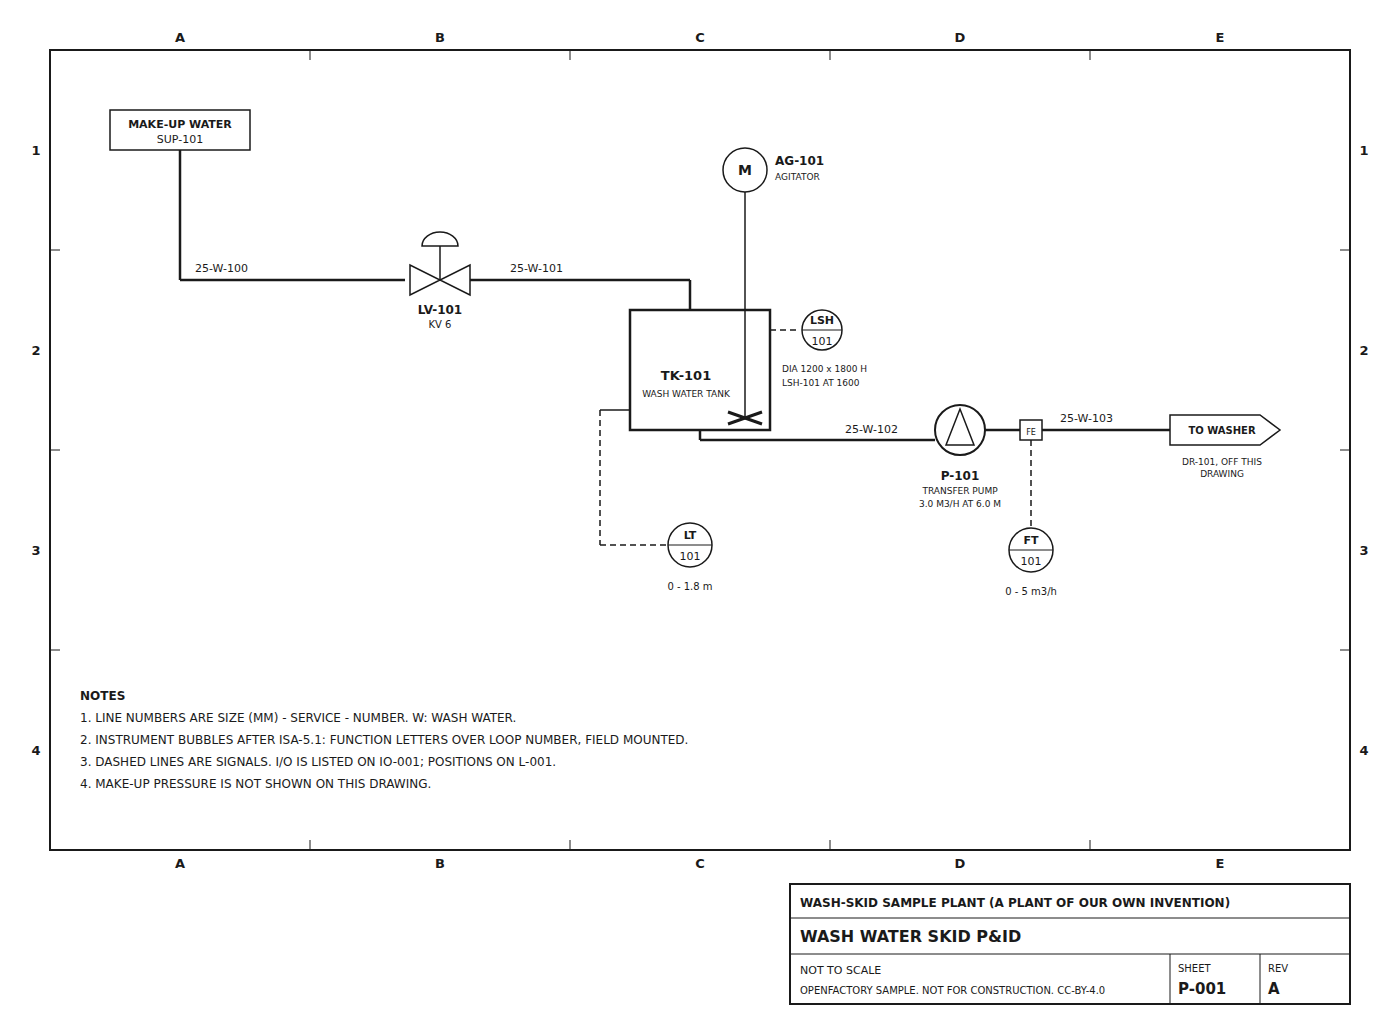 A B C D E
1 1
2 2
3 3
4 4
MAKE-UP WATER
SUP-101
M
AG-101
AGITATOR
25-W-100
25-W-101
LV-101
KV 6
LSH
101
TK-101
WASH WATER TANK
DIA 1200 x 1800 H
LSH-101 AT 1600
25-W-102
FE
25-W-103
TO WASHER
DR-101, OFF THIS
DRAWING
P-101
TRANSFER PUMP
3.0 M3/H AT 6.0 M
LT
101
0 - 1.8 m
FT
101
0 - 5 m3/h
NOTES
1. LINE NUMBERS ARE SIZE (MM) - SERVICE - NUMBER. W: WASH WATER.
2. INSTRUMENT BUBBLES AFTER ISA-5.1: FUNCTION LETTERS OVER LOOP NUMBER, FIELD MOUNTED.
3. DASHED LINES ARE SIGNALS. I/O IS LISTED ON IO-001; POSITIONS ON L-001.
4. MAKE-UP PRESSURE IS NOT SHOWN ON THIS DRAWING.
A B C D E
WASH-SKID SAMPLE PLANT (A PLANT OF OUR OWN INVENTION)
WASH WATER SKID P&ID
NOT TO SCALE
OPENFACTORY SAMPLE. NOT FOR CONSTRUCTION. CC-BY-4.0
SHEET
P-001
REV
A